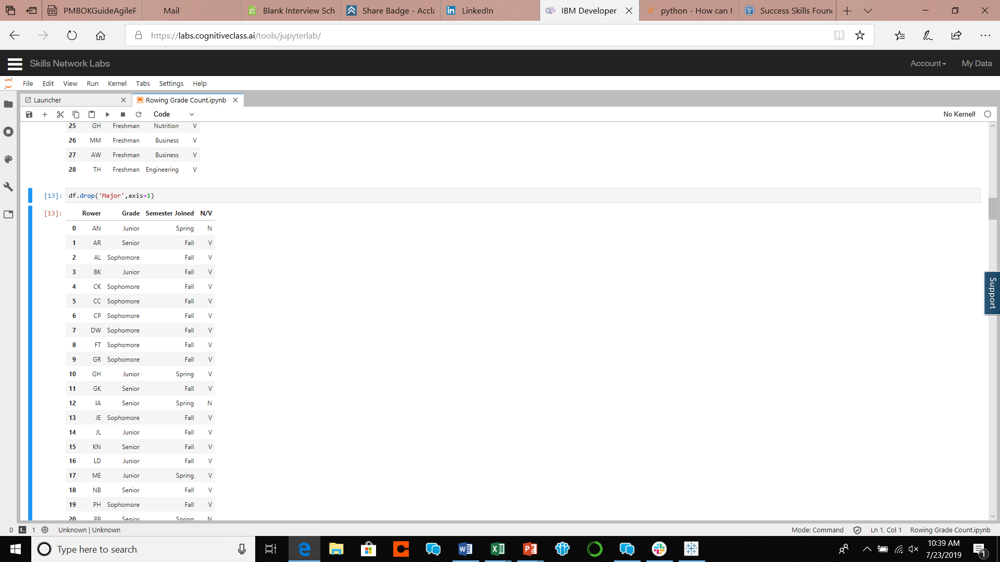 PMBOKGuideAgileF
Mail
Blank Interview Sch
Share Badge - Accla
LinkedIn
IBM Developer
python - How can I
Success Skills Foun
https://labs.cognitiveclass.ai/tools/jupyterlab/
Skills Network Labs
Account
My Data
File Edit View Run Kernel Tabs Settings Help
Launcher
Rowing Grade Count.ipynb
Code
No Kernel!
25 GH Freshman Nutrition V
26 MM Freshman Business V
27 AW Freshman Business V
28 TH Freshman Engineering V
[13]: df.drop('Major',axis=1)
[13]: Rower Grade Semester Joined N/V
0 AN Junior Spring N
1 AR Senior Fall V
2 AL Sophomore Fall V
3 BK Junior Fall V
4 CK Sophomore Fall V
5 CC Sophomore Fall V
6 CP Sophomore Fall V
7 DW Sophomore Fall V
8 FT Sophomore Fall V
9 GR Sophomore Fall V
10 GH Junior Spring V
11 GK Senior Fall V
12 IA Senior Spring N
13 JE Sophomore Fall V
14 JL Junior Fall V
15 KN Senior Fall V
16 LD Junior Fall V
17 ME Junior Spring V
18 NB Senior Fall V
19 PH Sophomore Fall V
20 PP Senior Spring N
Support
0 1 Unknown | Unknown
Mode: Command Ln 1, Col 1 Rowing Grade Count.ipynb
Type here to search
10:39 AM
7/23/2019
1